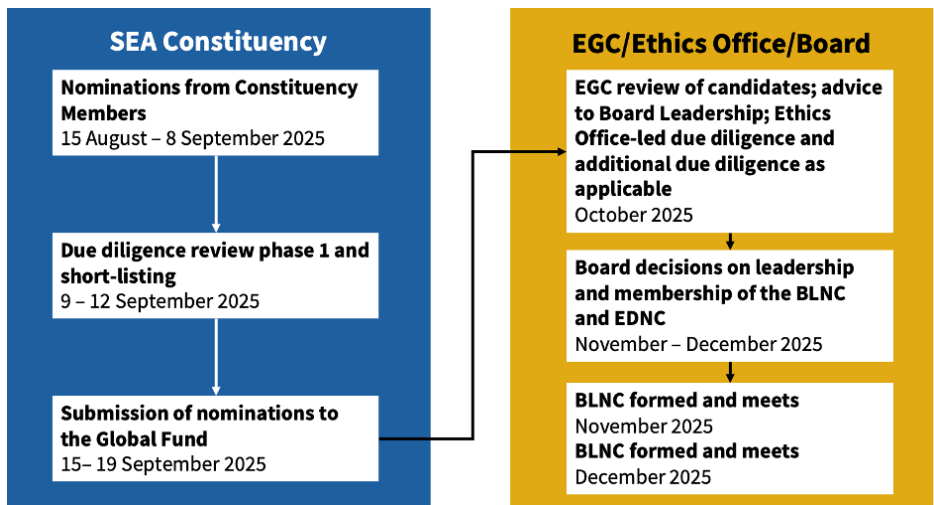 SEA Constituency
Nominations from Constituency
Members
15 August – 8 September 2025
Due diligence review phase 1 and
short-listing
9 – 12 September 2025
Submission of nominations to
the Global Fund
15– 19 September 2025
EGC/Ethics Office/Board
EGC review of candidates; advice
to Board Leadership; Ethics
Office-led due diligence and
additional due diligence as
applicable
October 2025
Board decisions on leadership
and membership of the BLNC
and EDNC
November – December 2025
BLNC formed and meets
November 2025
BLNC formed and meets
December 2025